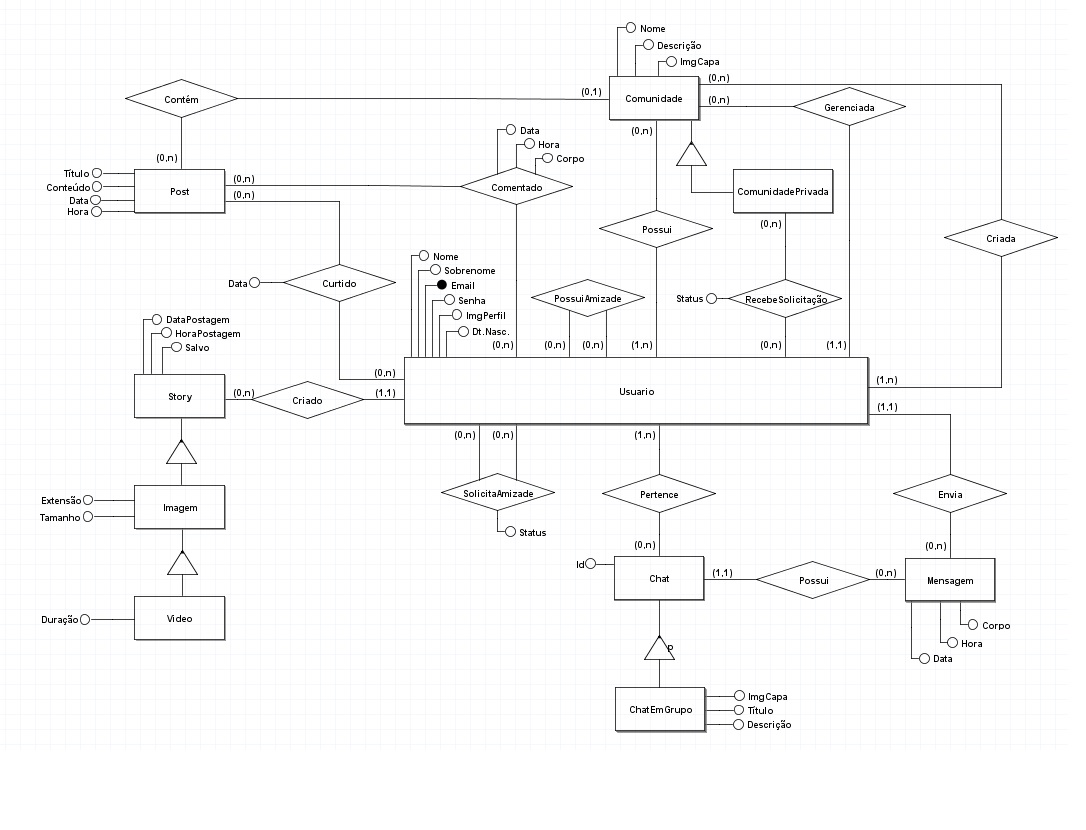 Nome
Descrição
ImgCapa
(0,n)
Contém
(0,1)
Comunidade
(0,n)
Gerenciada
(0,n)
Data
Hora
Corpo
(0,n)
Título
Conteúdo
Data
Hora
Post
(0,n)
(0,n)
Comentado
ComunidadePrivada
(0,n)
Possui
Criada
Nome
Sobrenome
Email
Senha
ImgPerfil
Dt.Nasc.
Data
Curtido
PossuiAmizade
Status
RecebeSolicitação
DataPostagem
HoraPostagem
Salvo
(0,n)
(0,n)
(0,n)
(1,n)
(0,n)
(1,1)
(0,n)
(1,n)
Story
(0,n)
Criado
(1,1)
Usuario
(1,1)
(0,n)
(0,n)
(1,n)
Extensão
Tamanho
Imagem
SolicitaAmizade
Pertence
Envia
Status
(0,n)
(0,n)
Id
Chat
(1,1)
Possui
(0,n)
Mensagem
Duração
Video
Corpo
Hora
Data
p
ChatEmGrupo
ImgCapa
Título
Descrição